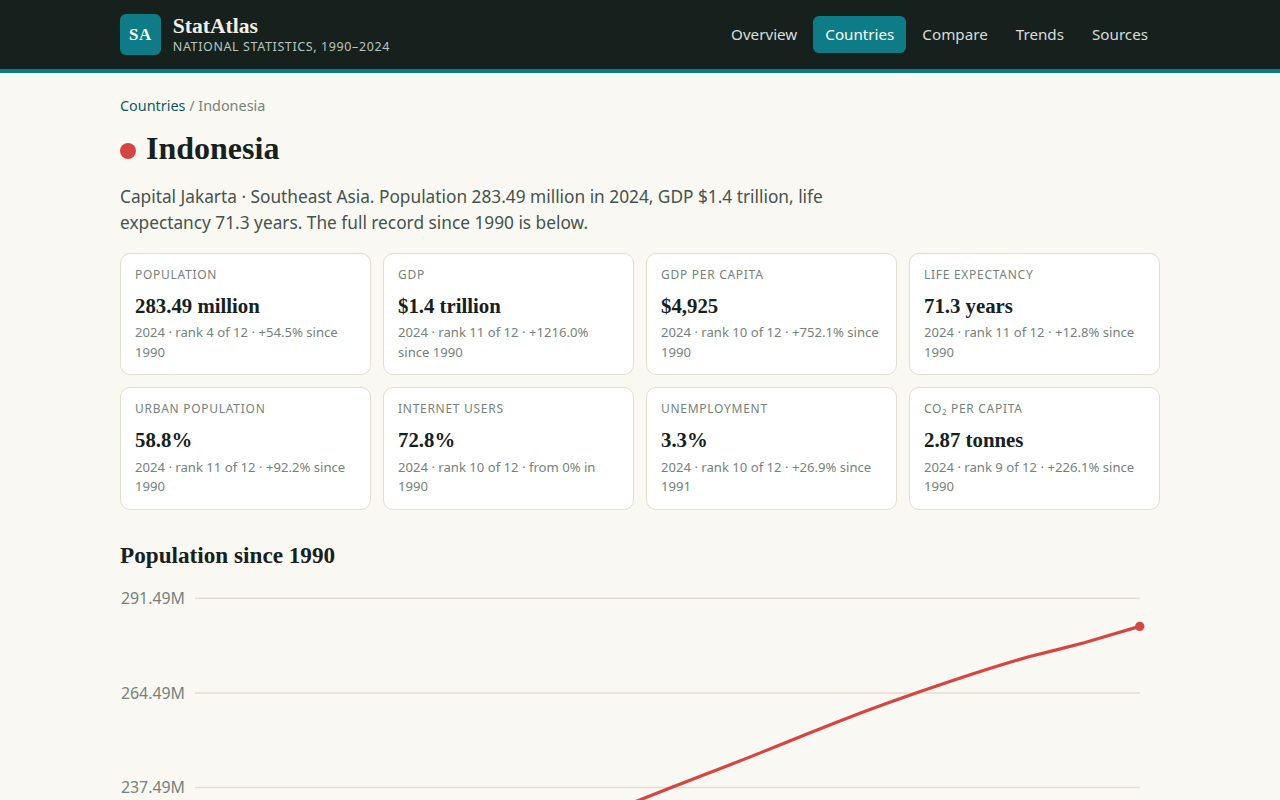 SA
StatAtlas
NATIONAL STATISTICS, 1990–2024
Overview
Countries
Compare
Trends
Sources
Countries / Indonesia
Indonesia
Capital Jakarta · Southeast Asia. Population 283.49 million in 2024, GDP $1.4 trillion, life
expectancy 71.3 years. The full record since 1990 is below.
POPULATION
283.49 million
2024 · rank 4 of 12 · +54.5% since
1990
GDP
$1.4 trillion
2024 · rank 11 of 12 · +1216.0%
since 1990
GDP PER CAPITA
$4,925
2024 · rank 10 of 12 · +752.1% since
1990
LIFE EXPECTANCY
71.3 years
2024 · rank 11 of 12 · +12.8% since
1990
URBAN POPULATION
58.8%
2024 · rank 11 of 12 · +92.2% since
1990
INTERNET USERS
72.8%
2024 · rank 10 of 12 · from 0% in
1990
UNEMPLOYMENT
3.3%
2024 · rank 10 of 12 · +26.9% since
1991
CO₂ PER CAPITA
2.87 tonnes
2024 · rank 9 of 12 · +226.1% since
1990
Population since 1990
291.49M
264.49M
237.49M